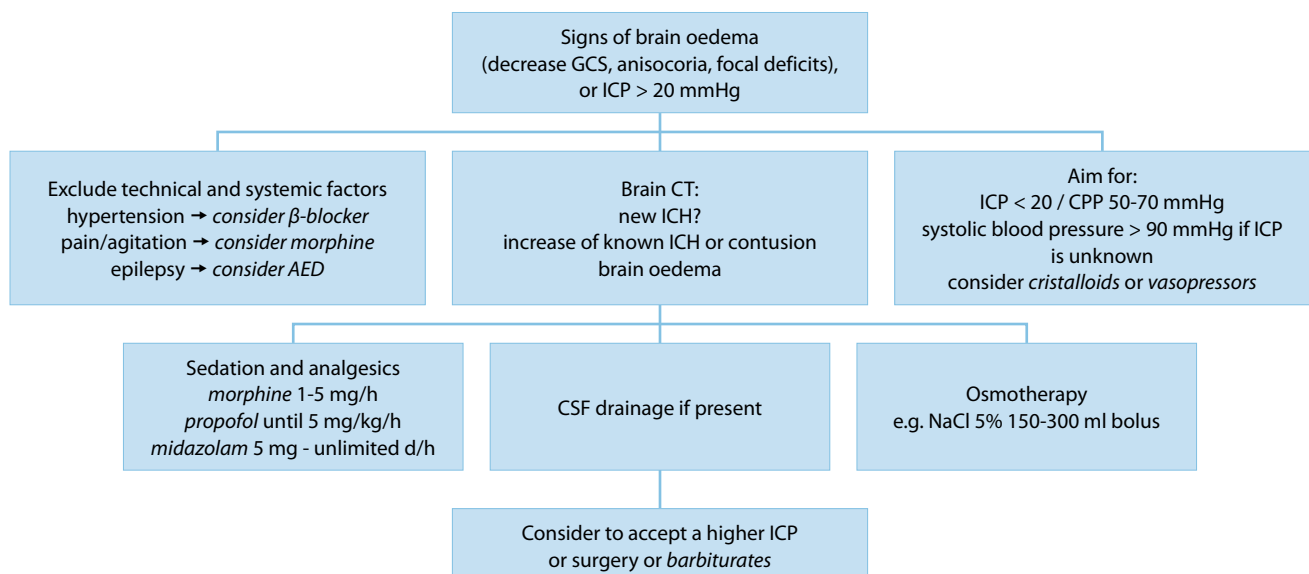 Signs of brain oedema
(decrease GCS, anisocoria, focal deficits),
or ICP > 20 mmHg
Exclude technical and systemic factors
hypertension → consider β-blocker
pain/agitation → consider morphine
epilepsy → consider AED
Brain CT:
new ICH?
increase of known ICH or contusion
brain oedema
Aim for:
ICP < 20 / CPP 50-70 mmHg
systolic blood pressure > 90 mmHg if ICP
is unknown
consider cristalloids or vasopressors
Sedation and analgesics
morphine 1-5 mg/h
propofol until 5 mg/kg/h
midazolam 5 mg - unlimited d/h
CSF drainage if present
Osmotherapy
e.g. NaCl 5% 150-300 ml bolus
Consider to accept a higher ICP
or surgery or barbiturates